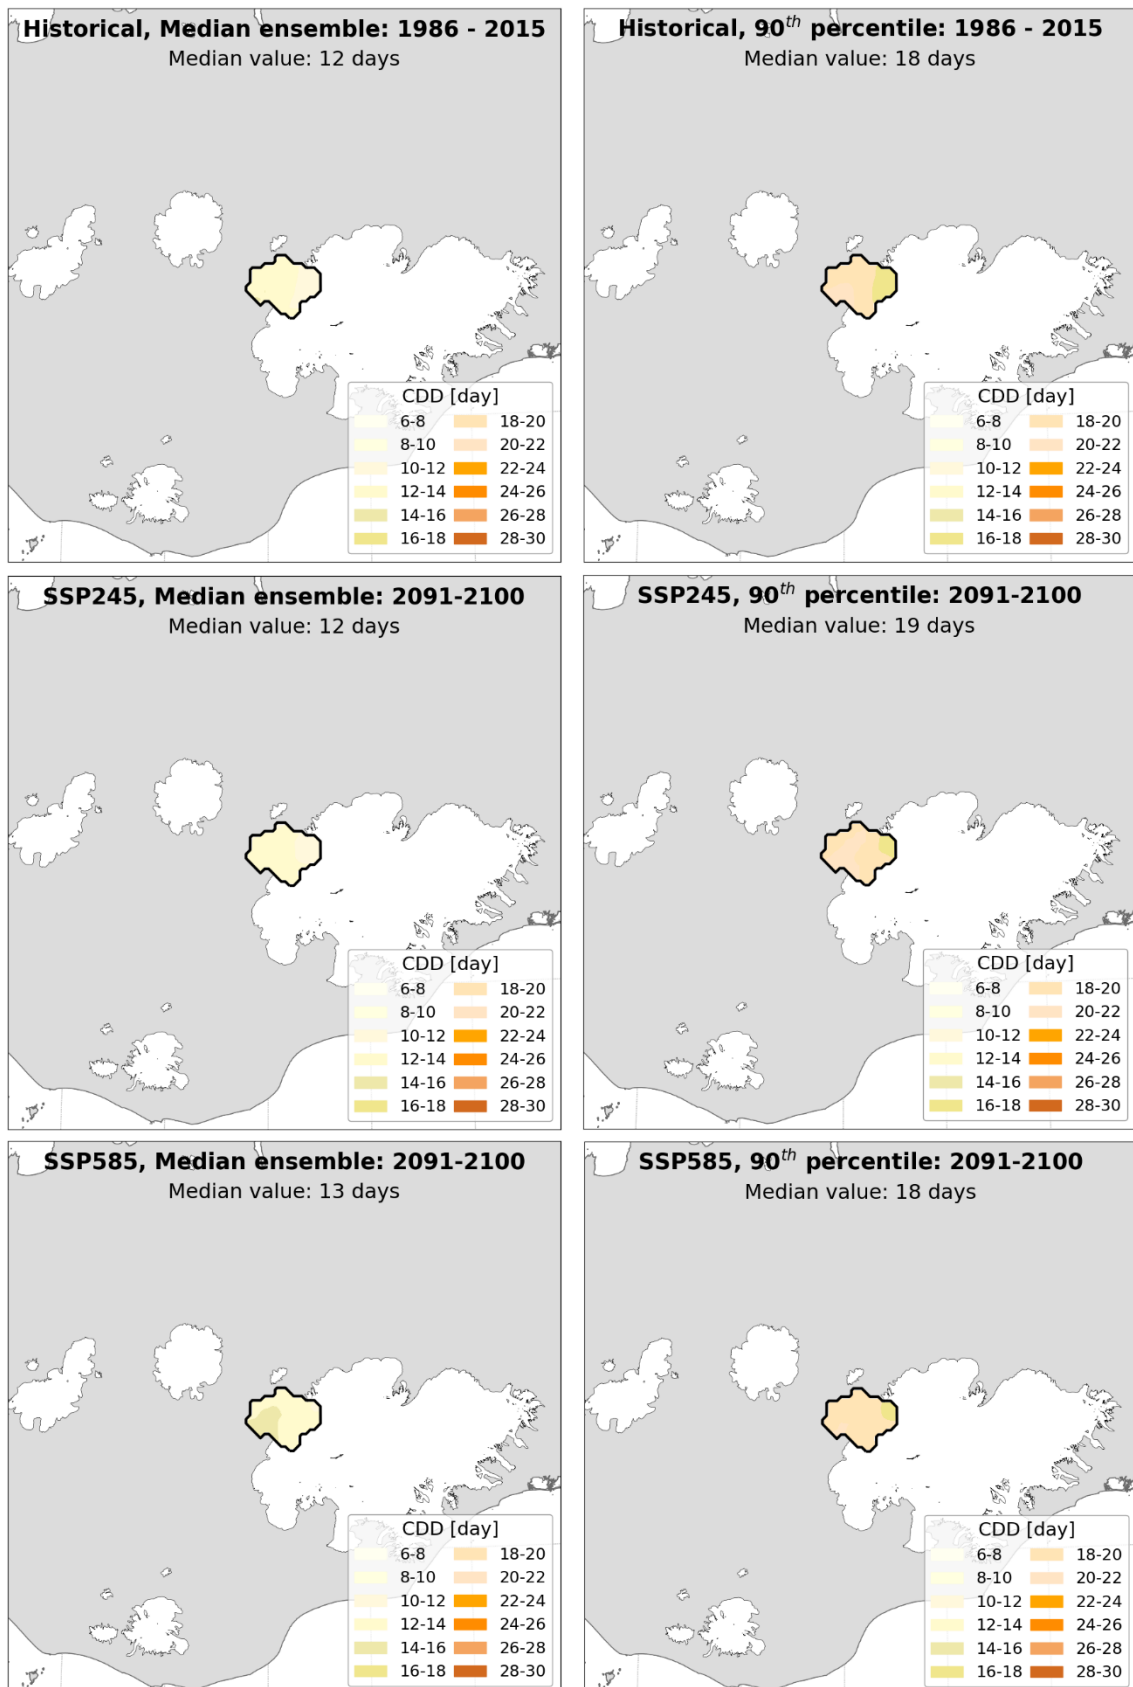 Historical, Median ensemble: 1986 - 2015
Median value: 12 days
CDD [day]
6-8 18-20
8-10 20-22
10-12 22-24
12-14 24-26
14-16 26-28
16-18 28-30
Historical, 90th percentile: 1986 - 2015
Median value: 18 days
CDD [day]
6-8 18-20
8-10 20-22
10-12 22-24
12-14 24-26
14-16 26-28
16-18 28-30
SSP245, Median ensemble: 2091-2100
Median value: 12 days
CDD [day]
6-8 18-20
8-10 20-22
10-12 22-24
12-14 24-26
14-16 26-28
16-18 28-30
SSP245, 90th percentile: 2091-2100
Median value: 19 days
CDD [day]
6-8 18-20
8-10 20-22
10-12 22-24
12-14 24-26
14-16 26-28
16-18 28-30
SSP585, Median ensemble: 2091-2100
Median value: 13 days
CDD [day]
6-8 18-20
8-10 20-22
10-12 22-24
12-14 24-26
14-16 26-28
16-18 28-30
SSP585, 90th percentile: 2091-2100
Median value: 18 days
CDD [day]
6-8 18-20
8-10 20-22
10-12 22-24
12-14 24-26
14-16 26-28
16-18 28-30